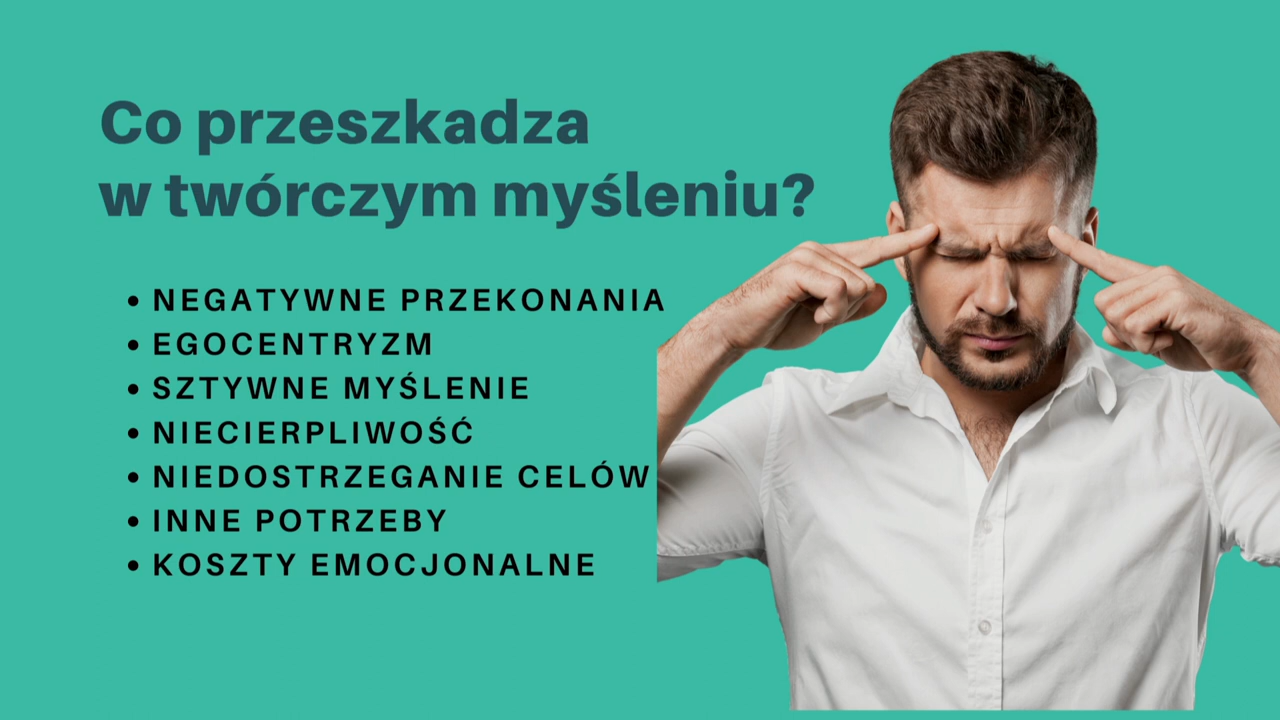 Co przeszkadza
w twórczym myśleniu?
• NEGATYWNE PRZEKONANIA
• EGOCENTRYZM
• SZTYWNE MYŚLENIE
• NIECIERPLIWOŚĆ
• NIEDOSTRZEGANIE CELÓW
• INNE POTRZEBY
• KOSZTY EMOCJONALNE